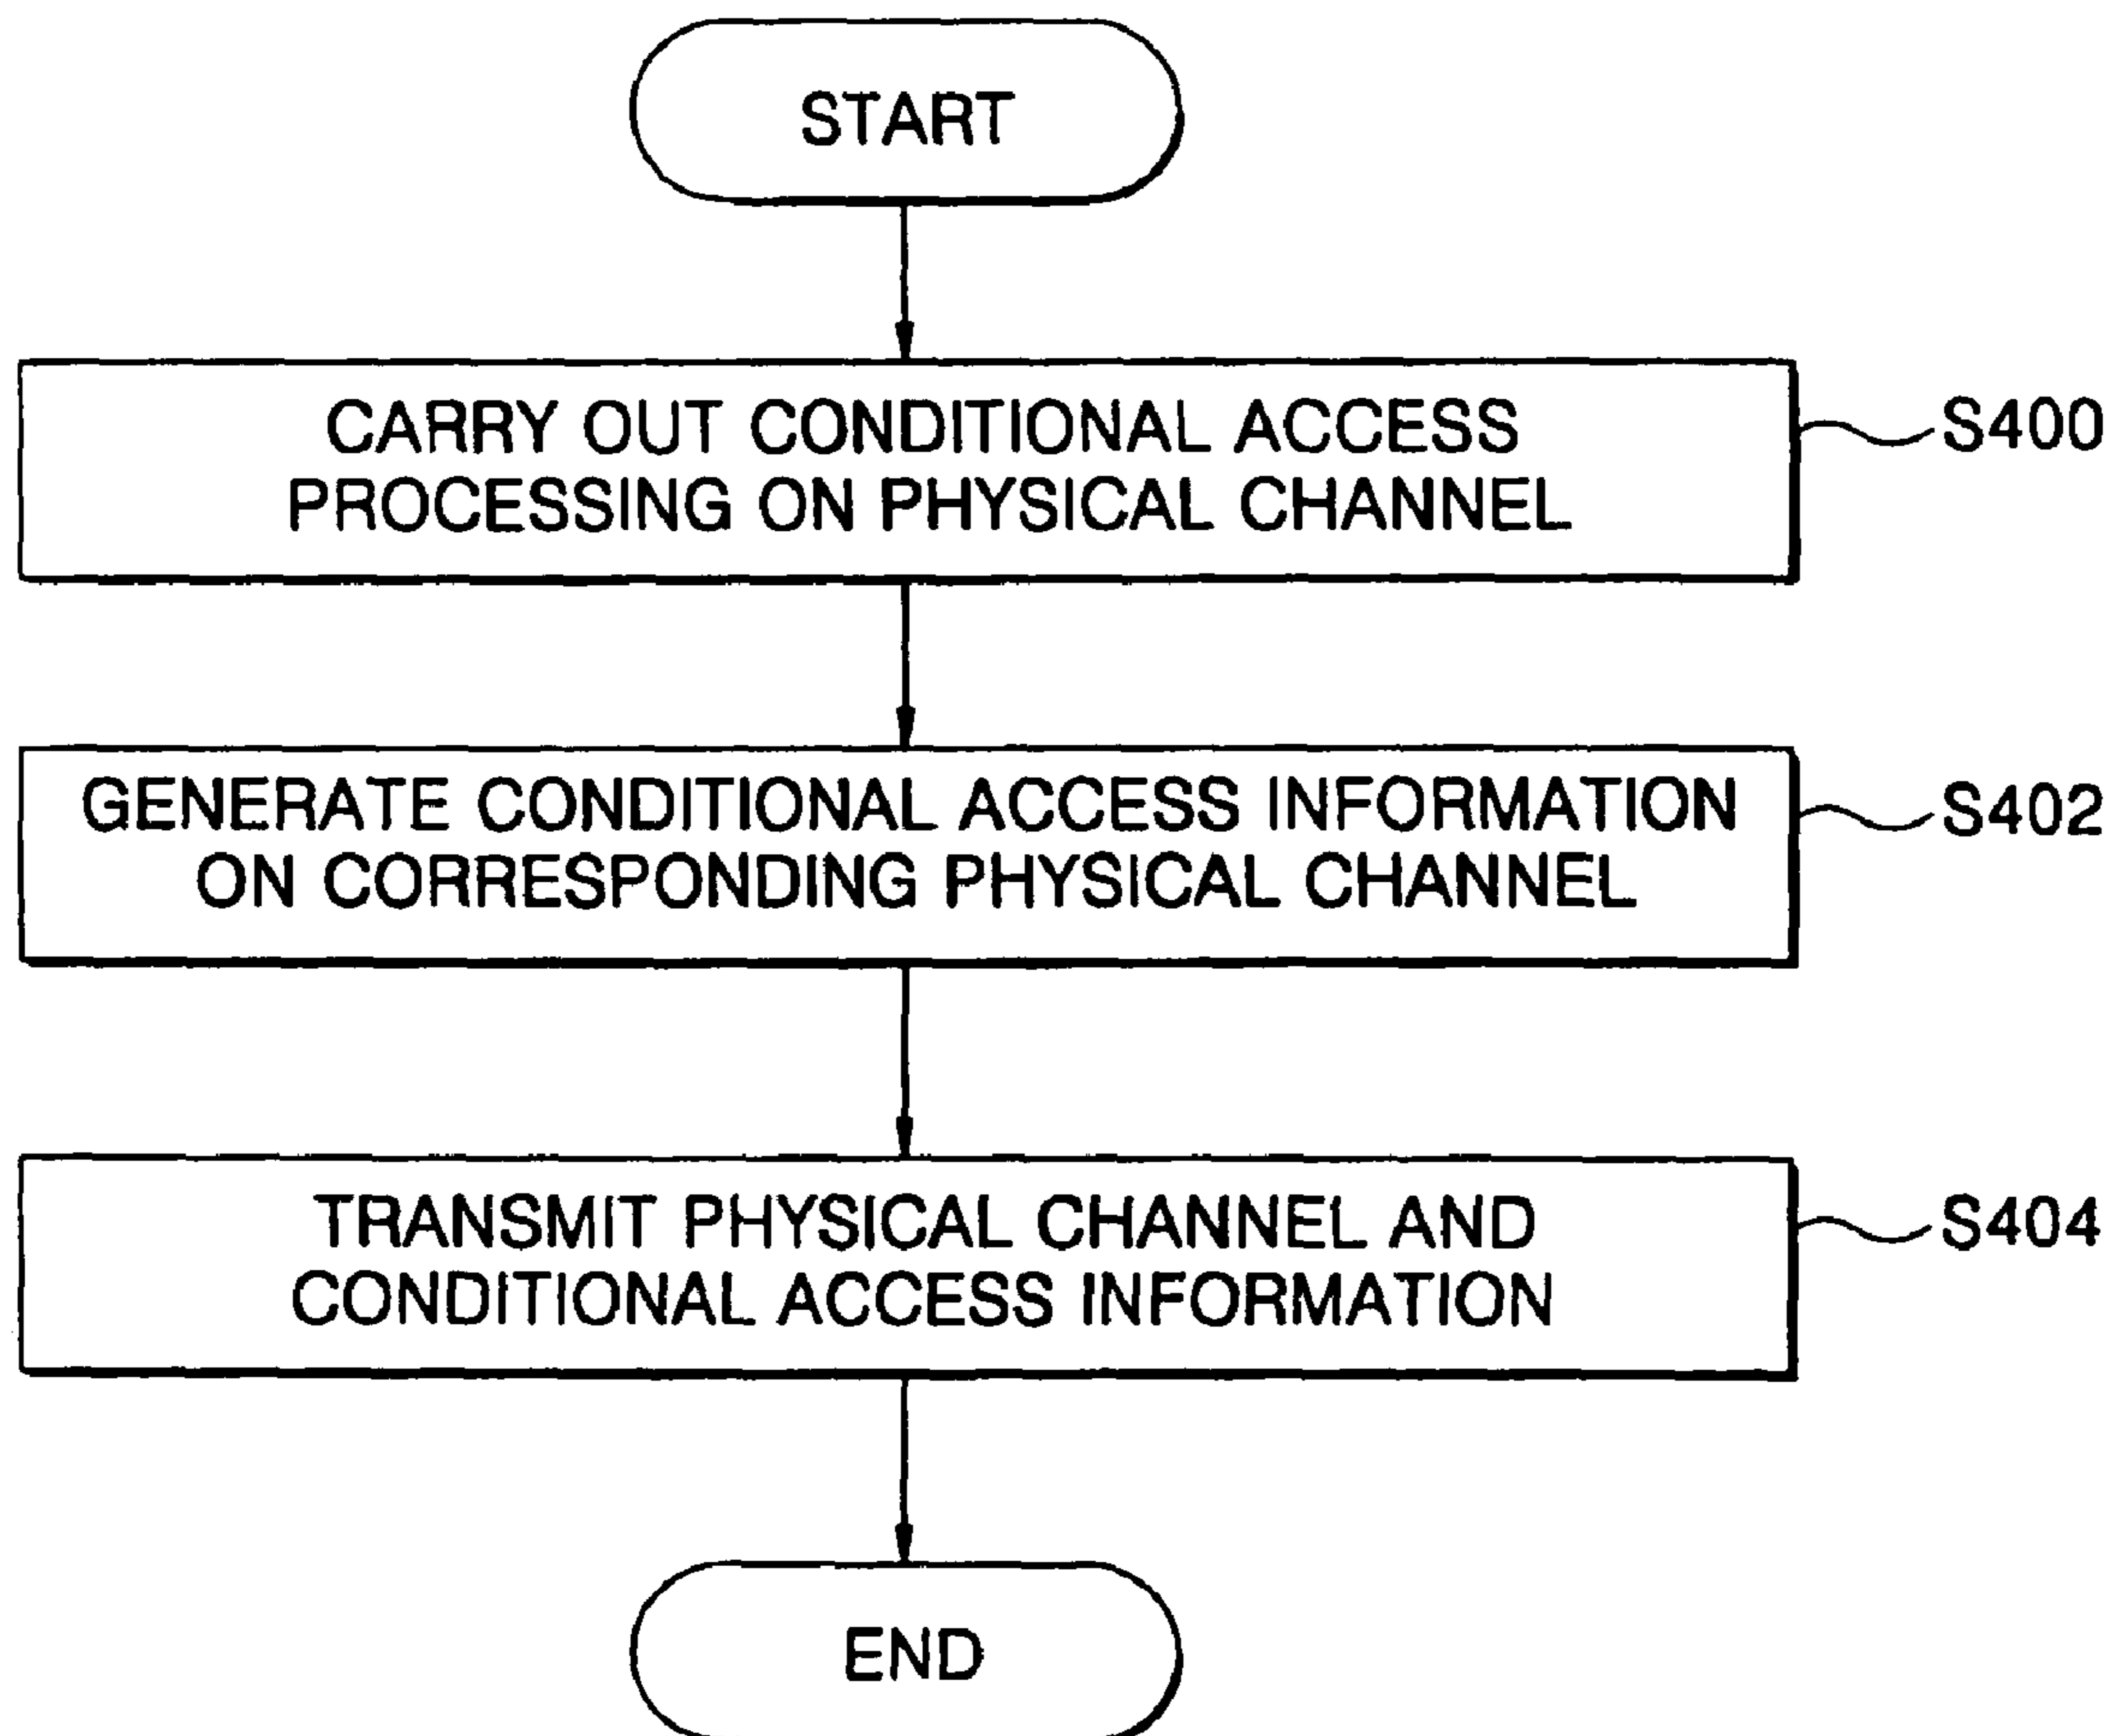 START
CARRY OUT CONDITIONAL ACCESS
PROCESSING ON PHYSICAL CHANNEL
S400
GENERATE CONDITIONAL ACCESS INFORMATION
ON CORRESPONDING PHYSICAL CHANNEL
S402
TRANSMIT PHYSICAL CHANNEL AND
CONDITIONAL ACCESS INFORMATION
S404
END